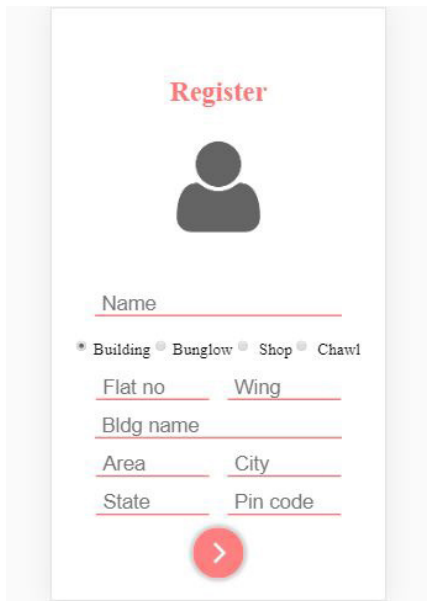 Register
Name
Building Bunglow Shop Chawl
Flat no Wing
Bldg name
Area City
State Pin code